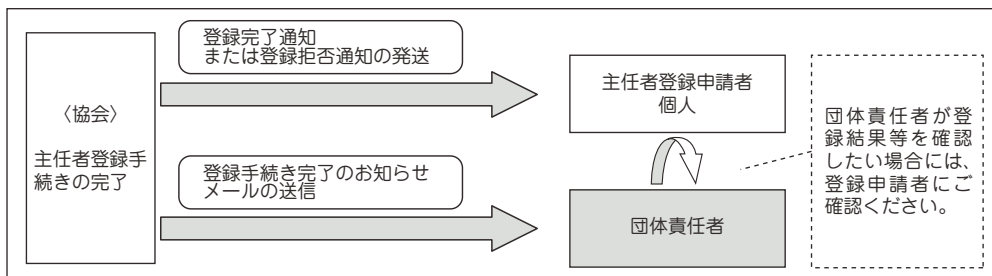 〈協会〉
主任者登録手
続きの完了
登録完了通知
または登録拒否通知の発送
登録手続き完了のお知らせ
メールの送信
主任者登録申請者
個人
団体責任者
団体責任者が登
録結果等を確認
したい場合には、
登録申請者にご
確認ください。